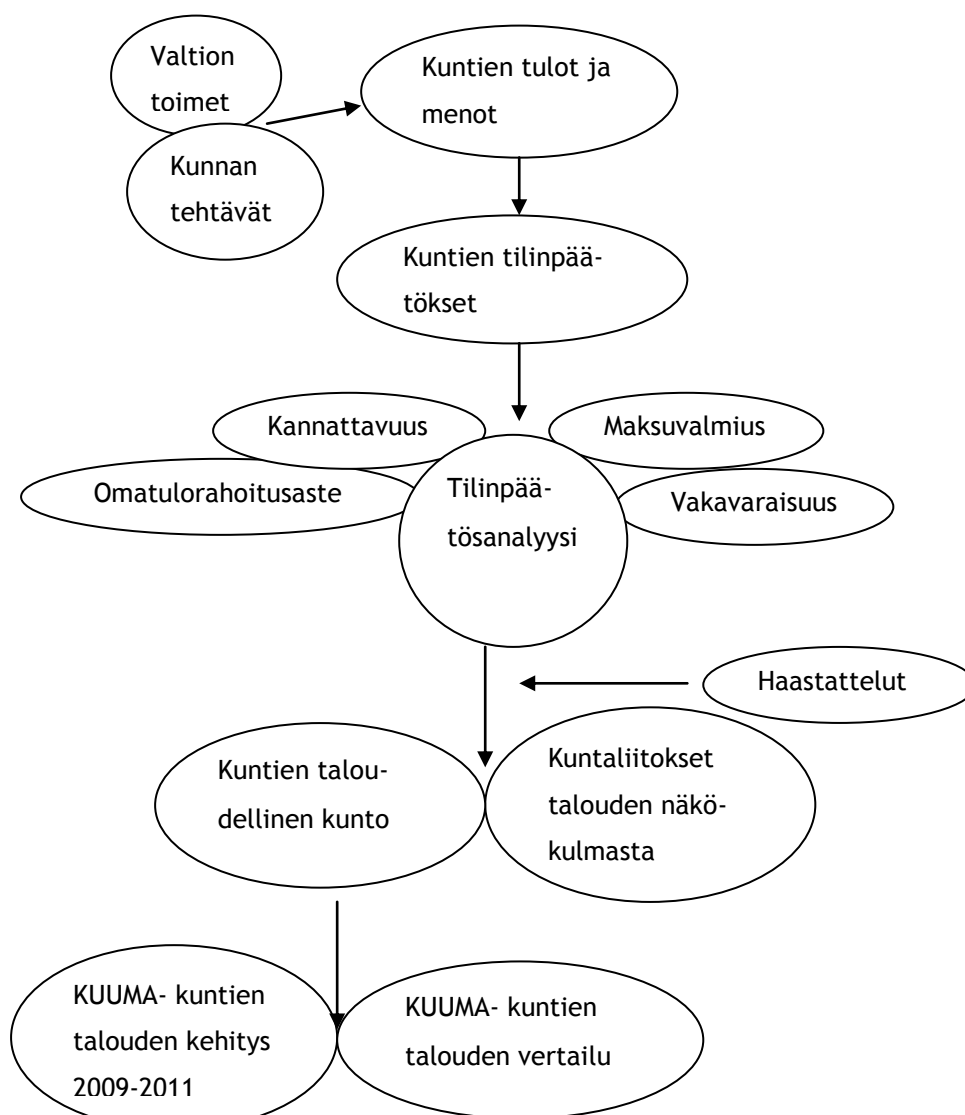 Valtion
toimet
Kuntien tulot ja
menot
Kunnan
tehtävät
Kuntien tilinpää-
tökset
Kannattavuus
Maksuvalmius
Omatulorahoitusaste
Tilinpää-
tösanalyysi
Vakavaraisuus
Haastattelut
Kuntien talou-
dellinen kunto
Kuntaliitokset
talouden näkö-
kulmasta
KUUMA- kuntien
talouden kehitys
2009-2011
KUUMA- kuntien
talouden vertailu